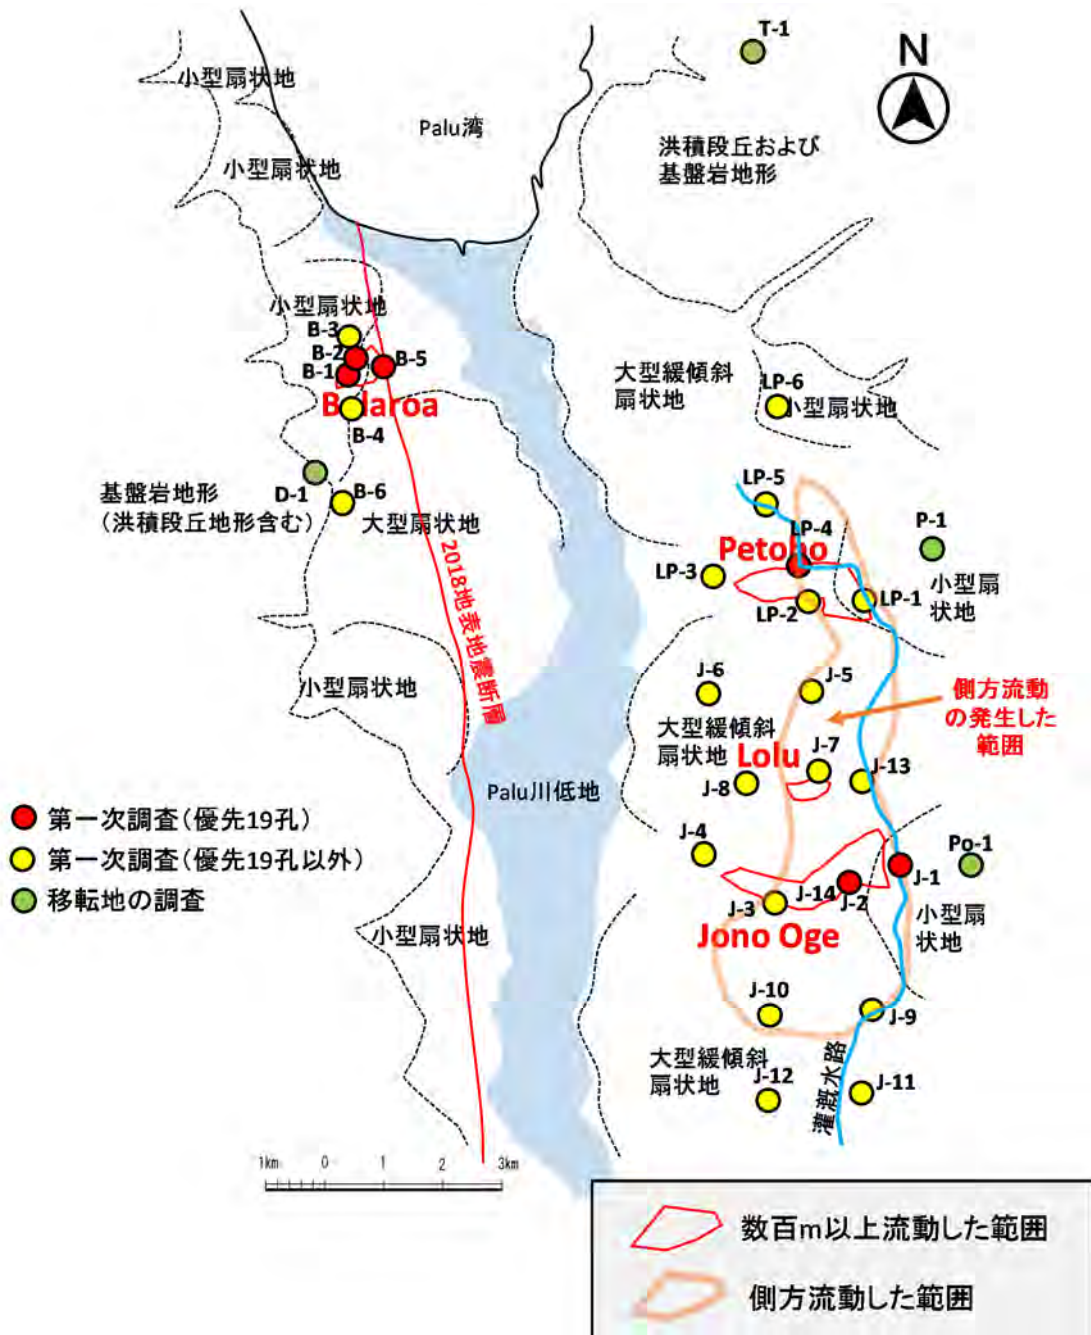 T-1
N
小型扇状地
Palu湾
洪積段丘および
基盤岩地形
小型扇状地
小型扇状地
B-3
B-2
B-1
B-5
Balaroa
B-4
大型緩傾斜
扇状地
LP-6
小型扇状地
基盤岩地形
(洪積段丘地形含む)
D-1
B-6
大型扇状地
LP-5
LP-4
P-1
Petobo
LP-3
LP-2
LP-1
小型扇
状地
2018地表地震断層
小型扇状地
J-6
J-5
側方流動
の発生した
範囲
大型緩傾斜
扇状地
Lolu
J-7
J-8
J-13
Palu川低地
第一次調査(優先19孔)
第一次調査(優先19孔以外)
移転地の調査
J-4
Po-1
J-1
J-14
J-2
J-3
小型扇
状地
小型扇状地
Jono Oge
J-10
J-9
大型緩傾斜
扇状地
J-12
J-11
灌漑水路
1km 0 1 2 3km
数百m以上流動した範囲
側方流動した範囲